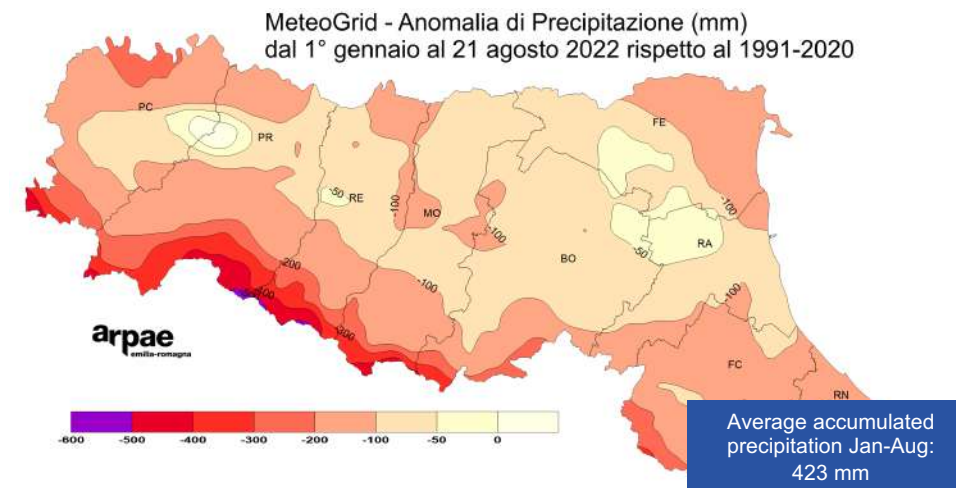 MeteoGrid - Anomalia di Precipitazione (mm)
dal 1° gennaio al 21 agosto 2022 rispetto al 1991-2020
PC
PR
FE
-50
RE
-100
MO
-100
-100
BO
-50
RA
-200
-100
-400
-100
-300
arpae
emilia-romagna
FC
RN
-600
-500
-400
-300
-200
-100
-50
0
Average accumulated
precipitation Jan-Aug:
423 mm